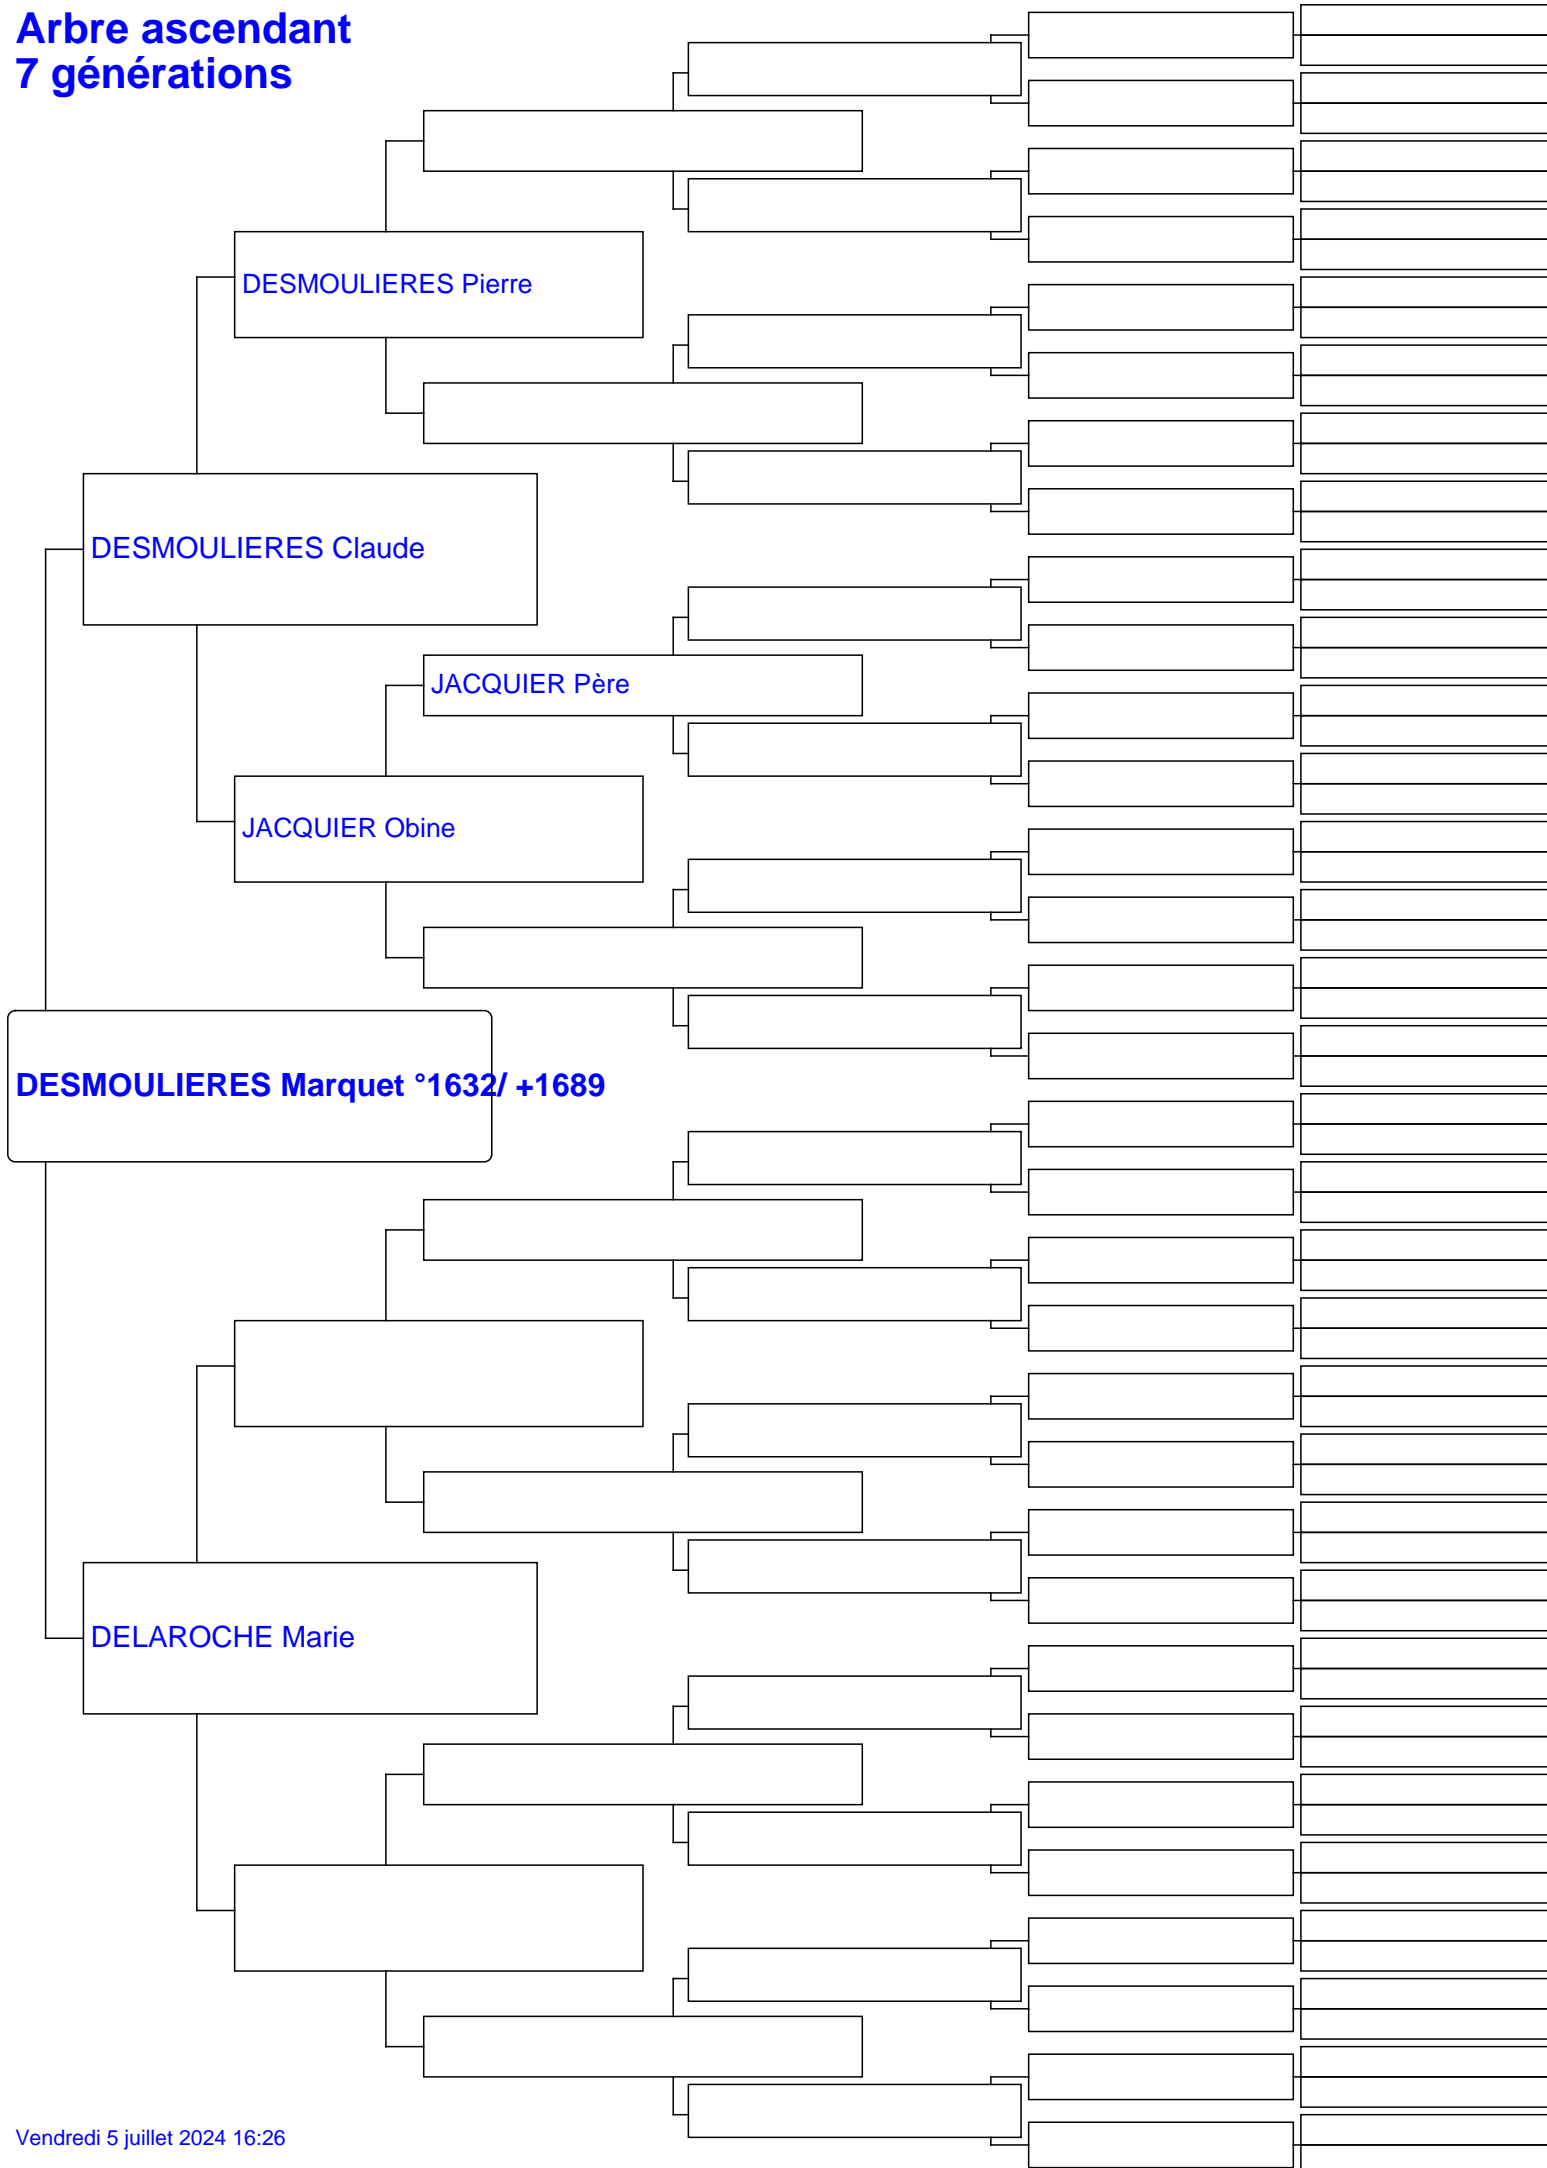 Arbre ascendant
7 générations
DESMOULIERES Pierre
DESMOULIERES Claude
JACQUIER Père
JACQUIER Obine
DESMOULIERES Marquet °1632/ +1689
DELAROCHE Marie
Vendredi 5 juillet 2024 16:26